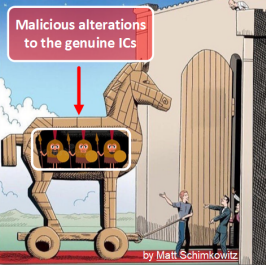 Malicious alterations
to the genuine ICs
by Matt Schimkowitz